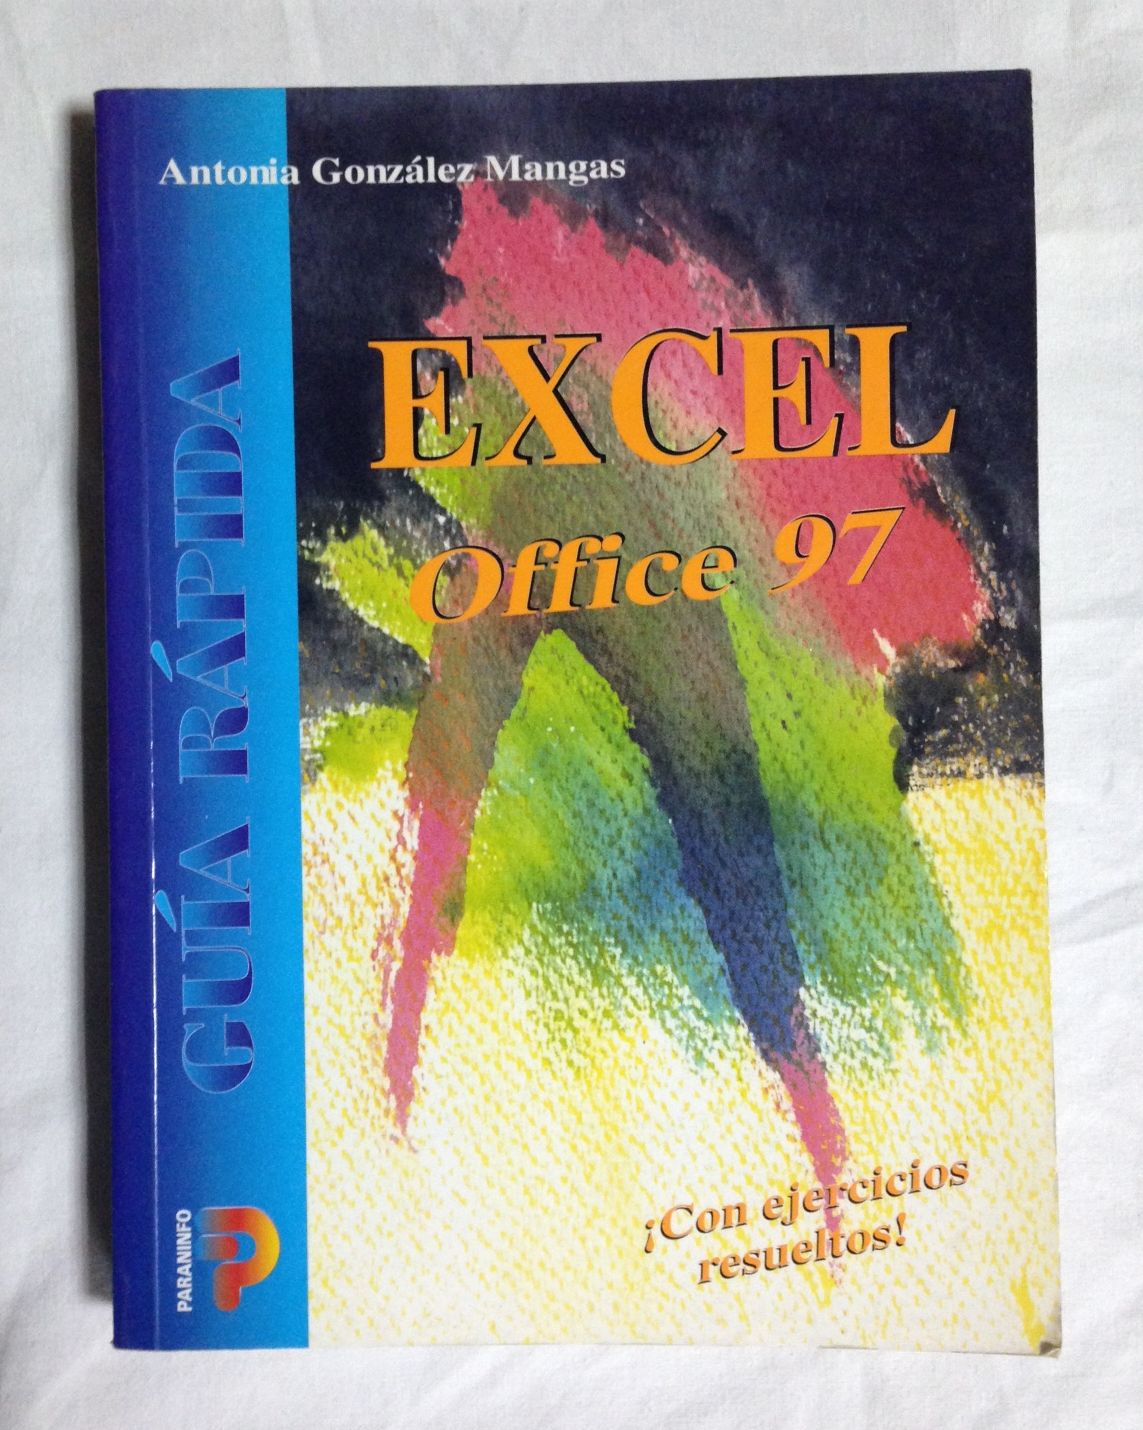 Antonia González Mangas
EXCEL
Office 97
GUÍA RÁPIDA
¡Con ejercicios
resueltos!
PARANINFO